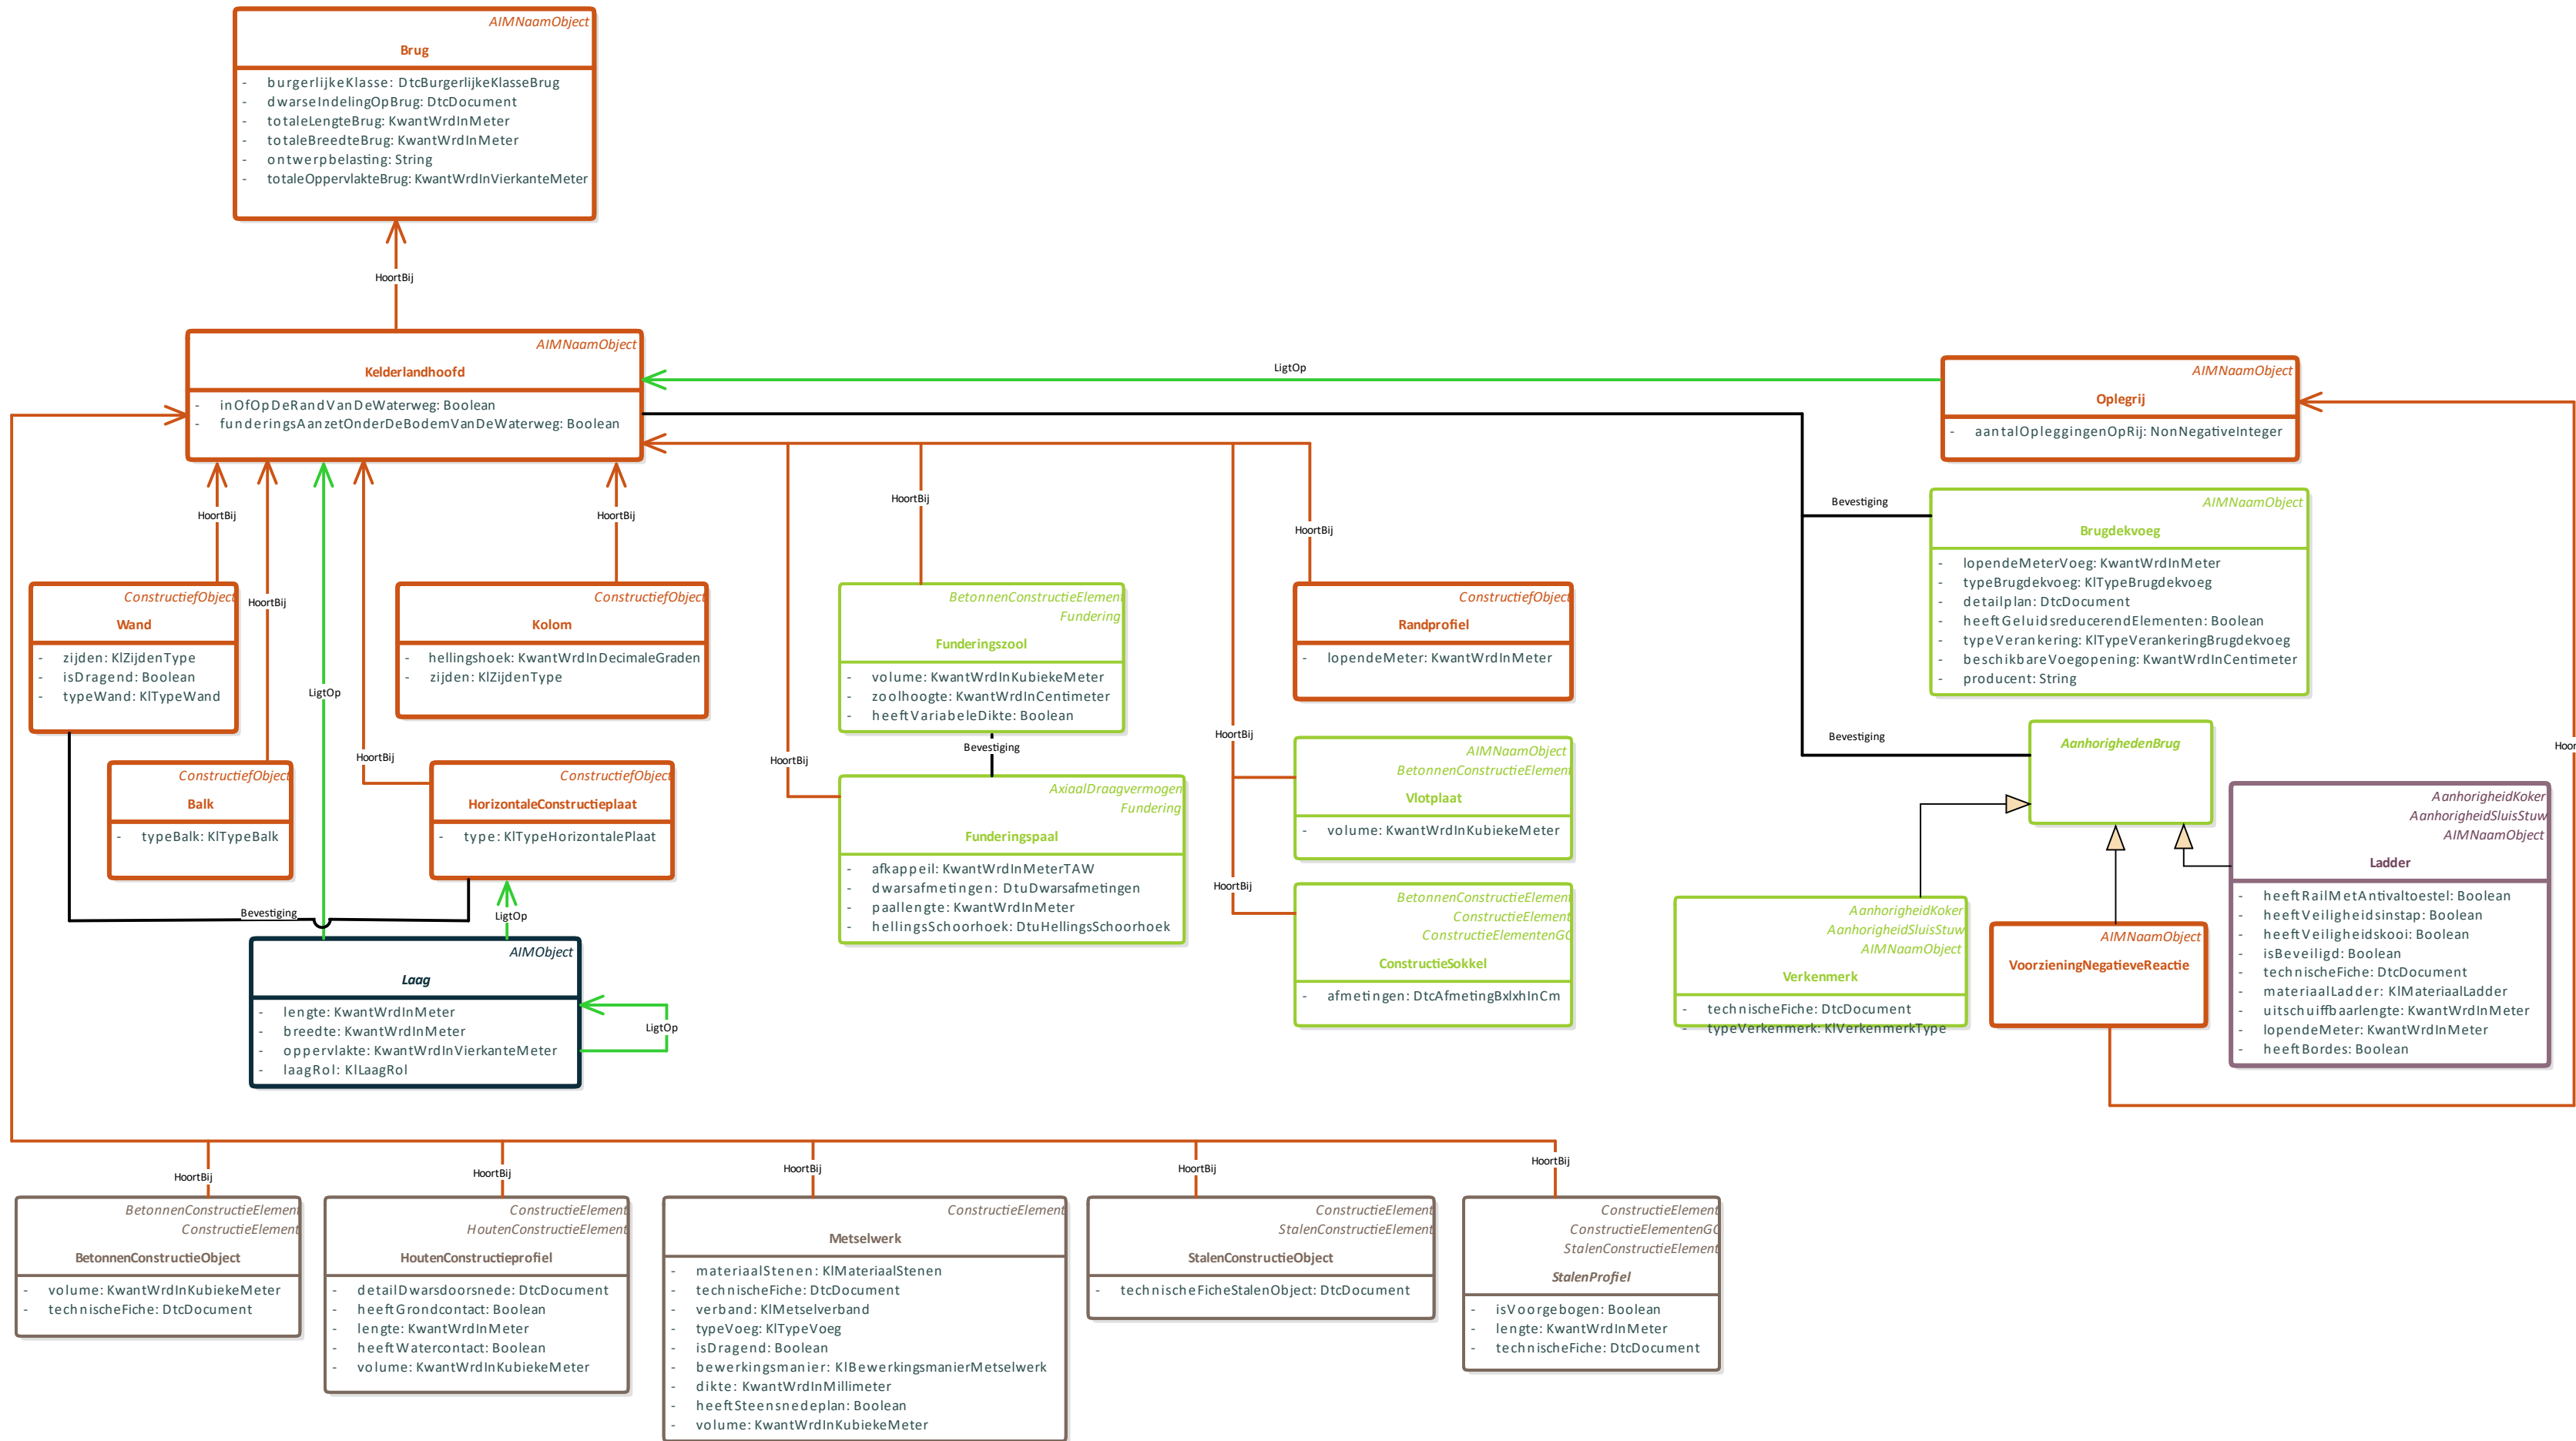 AIMNaamObject
Brug
- burgerlijkeKlasse: DtcBurgerlijkeKlasseBrug
- dwarseIndelingOpBrug: DtcDocument
- totaleLengteBrug: KwantWrdInMeter
- totaleBreedteBrug: KwantWrdInMeter
- ontwerpbelasting: String
- totaleOppervlakteBrug: KwantWrdInVierkanteMeter
HoortBij
AIMNaamObject
Kelderlandhoofd
- inOfOpDeRandVanDeWaterweg: Boolean
- funderingsAanzetOnderDeBodemVanDeWaterweg: Boolean
LigtOp
AIMNaamObject
Oplegrij
- aantalOpleggingenOpRij: NonNegativeInteger
HoortBij
HoortBij
HoortBij
HoortBij
Bevestiging
AIMNaamObject
Brugdekvoeg
- lopendeMeterVoeg: KwantWrdInMeter
- typeBrugdekvoeg: KlTypeBrugdekvoeg
- detailplan: DtcDocument
- heeftGeluidsreducerendElementen: Boolean
- typeVerankering: KlTypeVerankeringBrugdekvoeg
- beschikbareVoegopening: KwantWrdInCentimeter
- producent: String
ConstructiefObject
Wand
- zijden: KlZijdenType
- isDragend: Boolean
- typeWand: KlTypeWand
HoortBij
LigtOp
ConstructiefObject
Kolom
- hellingshoek: KwantWrdInDecimaleGraden
- zijden: KlZijdenType
BetonnenConstructieElement
Fundering
Funderingszool
- volume: KwantWrdInKubiekeMeter
- zoolhoogte: KwantWrdInCentimeter
- heeftVariabeleDikte: Boolean
ConstructiefObject
Randprofiel
- lopendeMeter: KwantWrdInMeter
HoortBij
Bevestiging
HoortBij
HoortBij
Bevestiging
AanhorighedenBrug
Hoor
ConstructiefObject
Balk
- typeBalk: KlTypeBalk
ConstructiefObject
HorizontaleConstructieplaat
- type: KlTypeHorizontalePlaat
AxiaalDraagvermogen
Fundering
Funderingspaal
- afkappeil: KwantWrdInMeterTAW
- dwarsafmetingen: DtuDwarsafmetingen
- paallengte: KwantWrdInMeter
- hellingsSchoorhoek: DtuHellingsSchoorhoek
AIMNaamObject
BetonnenConstructieElement
Vlotplaat
- volume: KwantWrdInKubiekeMeter
HoortBij
BetonnenConstructieElement
ConstructieElement
ConstructieElementenGC
ConstructieSokkel
- afmetingen: DtcAfmetingBxlxhInCm
AanhorigheidKoker
AanhorigheidSluisStuw
AIMNaamObject
Ladder
- heeftRailMetAntivaltoestel: Boolean
- heeftVeiligheidsinstap: Boolean
- heeftVeiligheidskooi: Boolean
- isBeveiligd: Boolean
- technischeFiche: DtcDocument
- materiaalLadder: KlMateriaalLadder
- uitschuiffbaarlengte: KwantWrdInMeter
- lopendeMeter: KwantWrdInMeter
- heeftBordes: Boolean
AanhorigheidKoker
AanhorigheidSluisStuw
AIMNaamObject
Verkenmerk
- technischeFiche: DtcDocument
- typeVerkenmerk: KlVerkenmerkType
AIMNaamObject
VoorzieningNegatieveReactie
Bevestiging
LigtOp
AIMObject
Laag
- lengte: KwantWrdInMeter
- breedte: KwantWrdInMeter
- oppervlakte: KwantWrdInVierkanteMeter
- laagRol: KlLaagRol
LigtOp
HoortBij
HoortBij
HoortBij
HoortBij
HoortBij
BetonnenConstructieElement
ConstructieElement
BetonnenConstructieObject
- volume: KwantWrdInKubiekeMeter
- technischeFiche: DtcDocument
ConstructieElement
HoutenConstructieElement
HoutenConstructieprofiel
- detailDwarsdoorsnede: DtcDocument
- heeftGrondcontact: Boolean
- lengte: KwantWrdInMeter
- heeftWatercontact: Boolean
- volume: KwantWrdInKubiekeMeter
ConstructieElement
Metselwerk
- materiaalStenen: KlMateriaalStenen
- technischeFiche: DtcDocument
- verband: KlMetselverband
- typeVoeg: KlTypeVoeg
- isDragend: Boolean
- bewerkingsmanier: KlBewerkingsmanierMetselwerk
- dikte: KwantWrdInMillimeter
- heeftSteensnedeplan: Boolean
- volume: KwantWrdInKubiekeMeter
ConstructieElement
StalenConstructieElement
StalenConstructieObject
- technischeFicheStalenObject: DtcDocument
ConstructieElement
ConstructieElementenGC
StalenConstructieElement
StalenProfiel
- isVoorgebogen: Boolean
- lengte: KwantWrdInMeter
- technischeFiche: DtcDocument